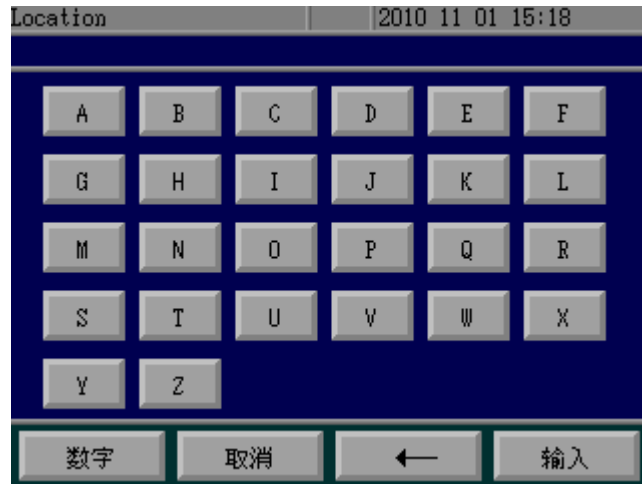 Location 2010 11 01 15:18
A B C D E F
G H I J K L
M N O P Q R
S T U V W X
Y Z
数字 取消 ← 输入